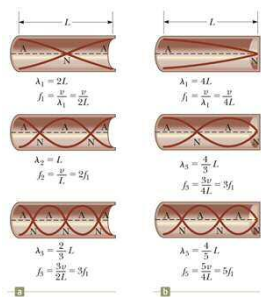 L
A A
N
λ₁ = 2L
f₁ = v/λ₁ = v/2L
A A A
N N
λ₂ = L
f₂ = v/L = 2f₁
A A A A
N N N
λ₃ = 2/3 L
f₃ = 3v/2L = 3f₁
a
L
A
N
λ₁ = 4L
f₁ = v/λ₁ = v/4L
A A
N N
λ₃ = 4/3 L
f₃ = 3v/4L = 3f₁
A A A
N N N
λ₅ = 4/5 L
f₅ = 5v/4L = 5f₁
b